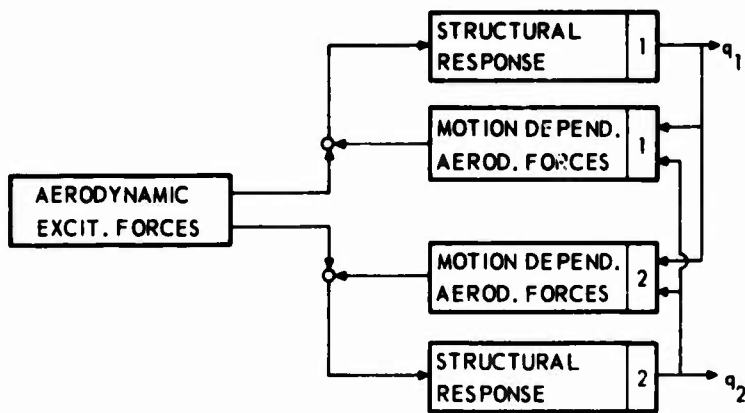 STRUCTURAL
RESPONSE
1
q1
MOTION DEPEND.
AEROD. FORCES
1
AERODYNAMIC
EXCIT. FORCES
MOTION DEPEND.
AEROD. FORCES
2
STRUCTURAL
RESPONSE
2
q2